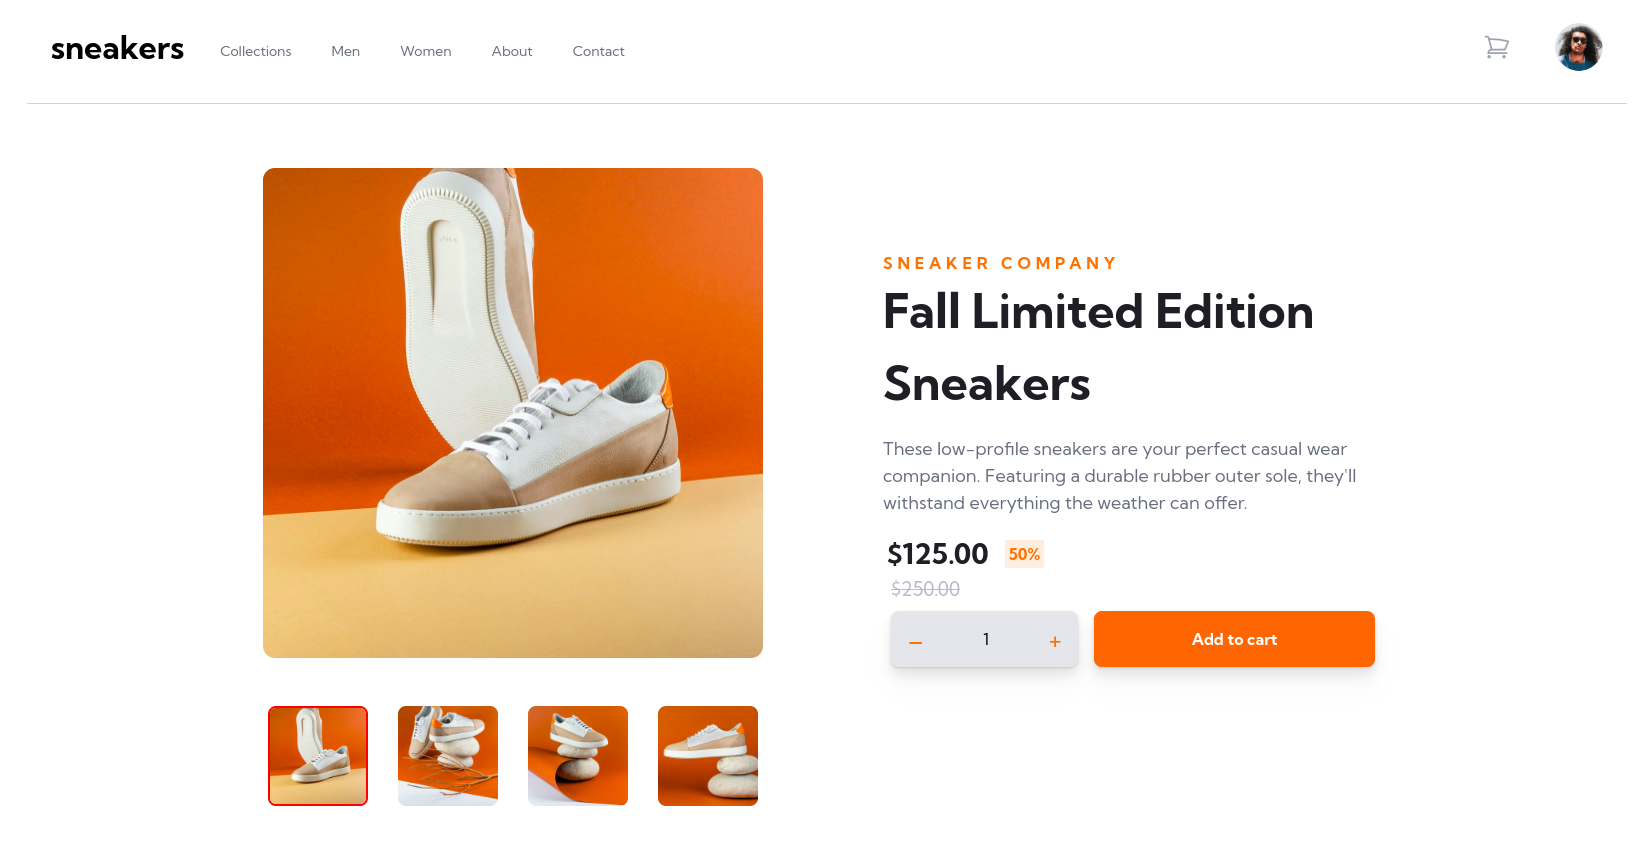 sneakers
Collections
Men
Women
About
Contact
SNEAKER COMPANY
Fall Limited Edition
Sneakers
These low-profile sneakers are your perfect casual wear
companion. Featuring a durable rubber outer sole, they'll
withstand everything the weather can offer.
$125.00
50%
$250.00
– 1 +
Add to cart